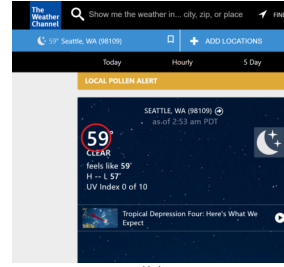 The
Weather
Channel
Show me the weather in... city, zip, or place
FIN
59° Seattle, WA (98109)
ADD LOCATIONS
Today
Hourly
5 Day
LOCAL POLLEN ALERT
SEATTLE, WA (98109)
as of 2:53 am PDT
59°
CLEAR
feels like 59°
H -- L 57°
UV Index 0 of 10
Tropical Depression Four: Here's What We
Expect